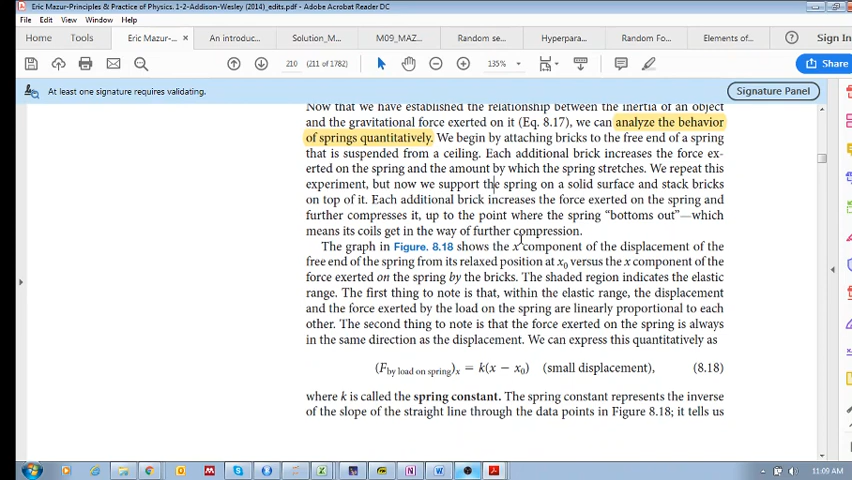 Eric Mazur-Principles & Practice of Physics. 1-2-Addison-Wesley (2014)_edits.pdf - Adobe Acrobat Reader DC
File Edit View Window Help
Home Tools Eric Mazur-... × An introduc... Solution_M... M09_MAZ... Random se... Hyperpara... Random Fo... Elements of... Sign In
210 (211 of 1782) 135% Share
At least one signature requires validating. Signature Panel
Now that we have established the relationship between the inertia of an object
and the gravitational force exerted on it (Eq. 8.17), we can analyze the behavior
of springs quantitatively. We begin by attaching bricks to the free end of a spring
that is suspended from a ceiling. Each additional brick increases the force ex-
erted on the spring and the amount by which the spring stretches. We repeat this
experiment, but now we support the spring on a solid surface and stack bricks
on top of it. Each additional brick increases the force exerted on the spring and
further compresses it, up to the point where the spring “bottoms out”—which
means its coils get in the way of further compression.
The graph in Figure. 8.18 shows the x component of the displacement of the
free end of the spring from its relaxed position at x₀ versus the x component of the
force exerted on the spring by the bricks. The shaded region indicates the elastic
range. The first thing to note is that, within the elastic range, the displacement
and the force exerted by the load on the spring are linearly proportional to each
other. The second thing to note is that the force exerted on the spring is always
in the same direction as the displacement. We can express this quantitatively as
(F by load on spring)ₓ = k(x − x₀) (small displacement), (8.18)
where k is called the spring constant. The spring constant represents the inverse
of the slope of the straight line through the data points in Figure 8.18; it tells us
11:09 AM